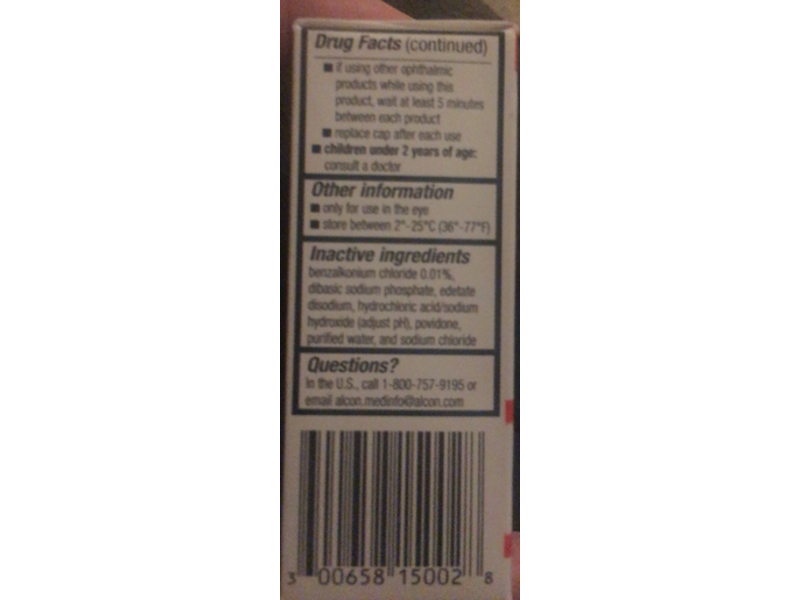 Drug Facts (continued)
■ if using other ophthalmic
products while using this
product, wait at least 5 minutes
between each product
■ replace cap after each use
■ children under 2 years of age:
consult a doctor
Other information
■ only for use in the eye
■ store between 2°-25°C (36°-77°F)
Inactive ingredients
benzalkonium chloride 0.01%,
dibasic sodium phosphate, edetate
disodium, hydrochloric acid/sodium
hydroxide (adjust pH), povidone,
purified water, and sodium chloride
Questions?
In the U.S., call 1-800-757-9195 or
email alcon.medinfo@alcon.com
3 00658 15002 8